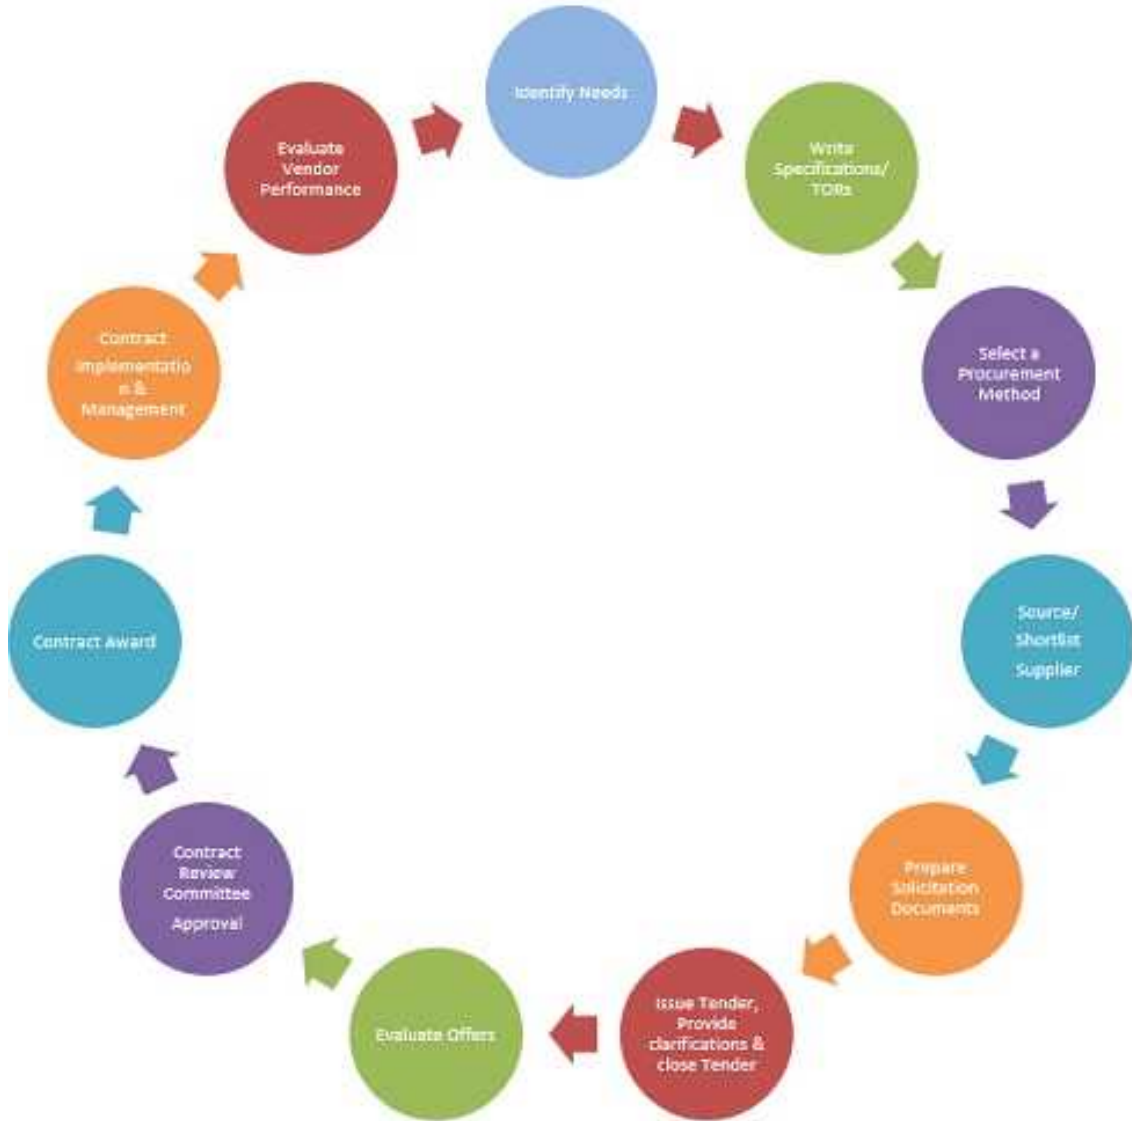 Identify Needs
Write
Specifications/
TORs
Select a
Procurement
Method
Source/
Shortlist
Supplier
Prepare
Solicitation
Documents
Issue Tender,
Provide
clarifications &
close Tender
Evaluate Offers
Contract
Review
Committee
Approval
Contract Award
Contract
Implementatio
n &
Management
Evaluate
Vendor
Performance